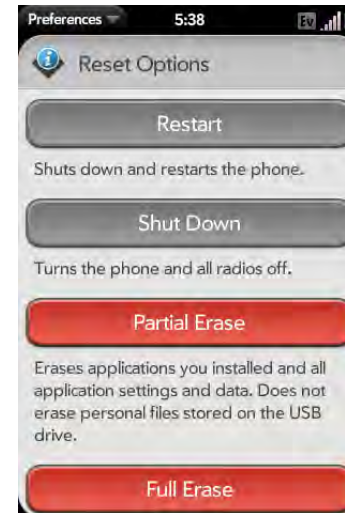 Preferences 5:38 Ev
Reset Options
Restart
Shuts down and restarts the phone.
Shut Down
Turns the phone and all radios off.
Partial Erase
Erases applications you installed and all
application settings and data. Does not
erase personal files stored on the USB
drive.
Full Erase